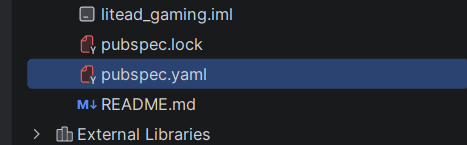 litead_gaming.iml
Y pubspec.lock
Y pubspec.yaml
M↓ README.md
External Libraries